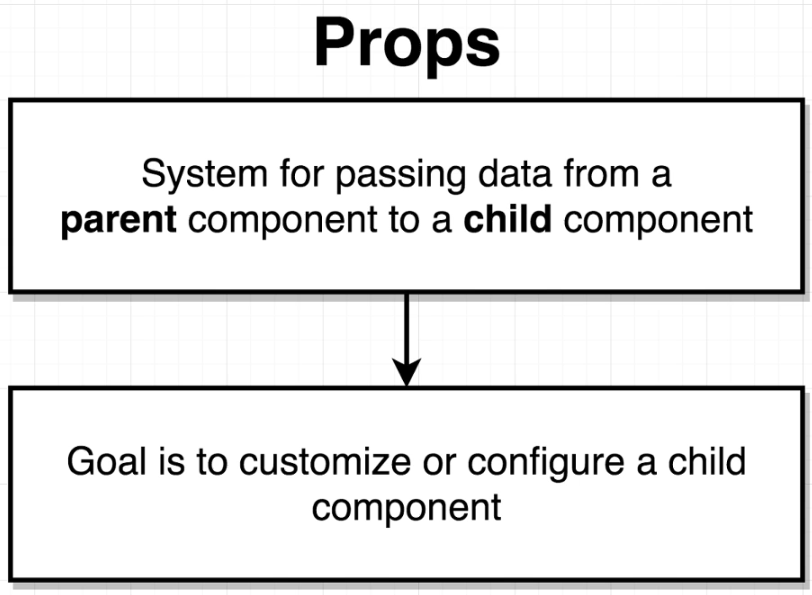 Props
System for passing data from a
parent component to a child component
Goal is to customize or configure a child
component